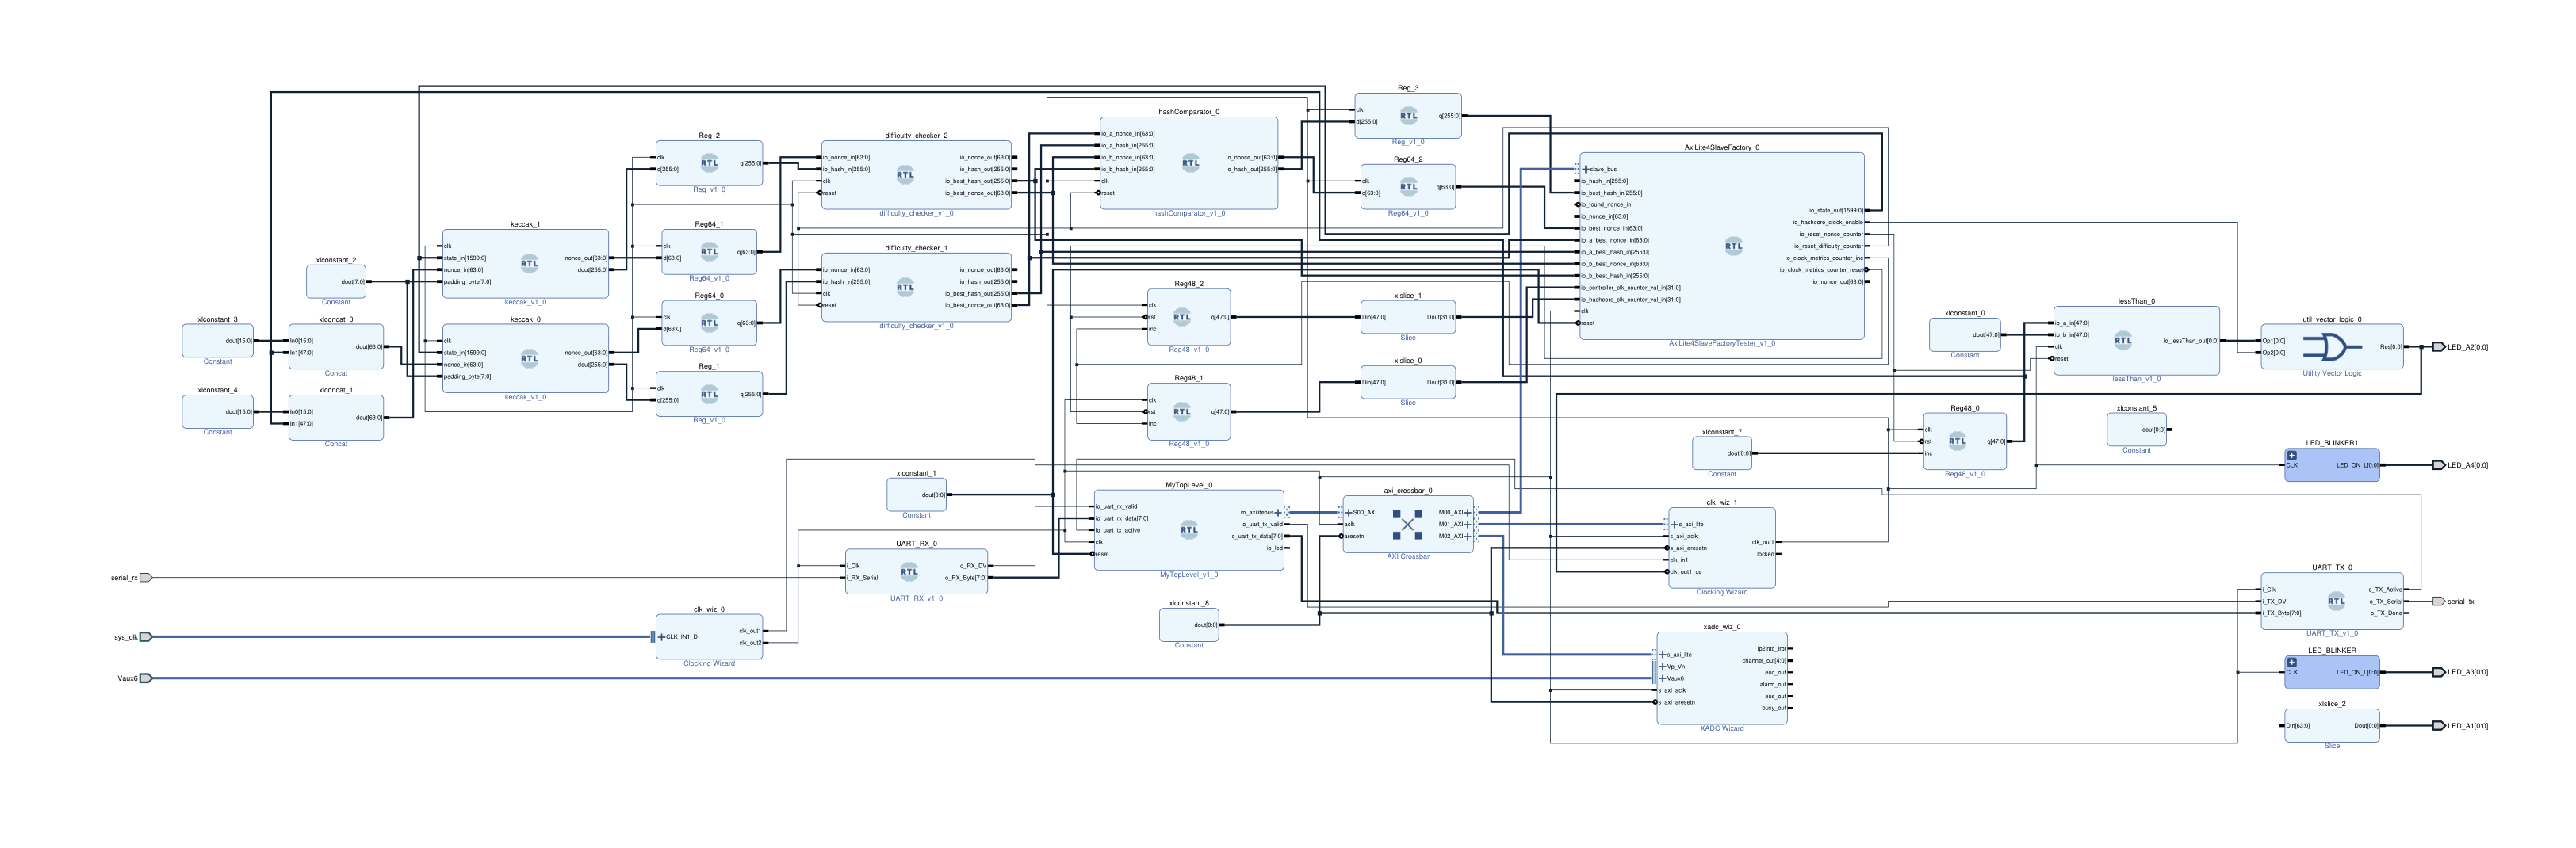 Reg_3
clk
d[255:0]
RTL
q[255:0]
Reg_v1_0
hashComparator_0
io_a_nonce_in[63:0]
io_a_hash_in[255:0]
io_b_nonce_in[63:0]
io_b_hash_in[255:0]
clk
reset
RTL
io_nonce_out[63:0]
io_hash_out[255:0]
hashComparator_v1_0
Reg_2
clk
d[255:0]
RTL
q[255:0]
Reg_v1_0
difficulty_checker_2
io_nonce_in[63:0]
io_hash_in[255:0]
clk
reset
RTL
io_nonce_out[63:0]
io_hash_out[255:0]
io_best_hash_out[255:0]
io_best_nonce_out[63:0]
difficulty_checker_v1_0
Reg64_2
clk
d[63:0]
RTL
q[63:0]
Reg64_v1_0
AxiLite4SlaveFactory_0
slave_bus
io_hash_in[255:0]
io_best_hash_in[255:0]
io_found_nonce_in
io_nonce_in[63:0]
io_best_nonce_in[63:0]
io_a_best_nonce_in[63:0]
io_a_best_hash_in[255:0]
io_b_best_nonce_in[63:0]
io_b_best_hash_in[255:0]
io_controller_clk_counter_val_in[31:0]
io_hashcore_clk_counter_val_in[31:0]
clk
reset
RTL
io_state_out[1599:0]
io_hashcore_clock_enable
io_reset_nonce_counter
io_reset_difficulty_counter
io_clock_metrics_counter_inc
io_clock_metrics_counter_reset
io_nonce_out[63:0]
AxiLite4SlaveFactoryTester_v1_0
keccak_1
clk
state_in[1599:0]
nonce_in[63:0]
padding_byte[7:0]
RTL
nonce_out[63:0]
dout[255:0]
keccak_v1_0
Reg64_1
clk
d[63:0]
RTL
q[63:0]
Reg64_v1_0
difficulty_checker_1
io_nonce_in[63:0]
io_hash_in[255:0]
clk
reset
RTL
io_nonce_out[63:0]
io_hash_out[255:0]
io_best_hash_out[255:0]
io_best_nonce_out[63:0]
difficulty_checker_v1_0
xlconstant_2
dout[7:0]
Constant
Reg64_0
clk
d[63:0]
RTL
q[63:0]
Reg64_v1_0
Reg48_2
clk
rst
inc
RTL
q[47:0]
Reg48_v1_0
xlslice_1
Din[47:0]
Dout[31:0]
Slice
xlconstant_3
dout[15:0]
Constant
xlconcat_0
In0[15:0]
In1[47:0]
dout[63:0]
Concat
keccak_0
clk
state_in[1599:0]
nonce_in[63:0]
padding_byte[7:0]
RTL
nonce_out[63:0]
dout[255:0]
keccak_v1_0
xlconstant_0
dout[47:0]
Constant
lessThan_0
io_a_in[47:0]
io_b_in[47:0]
clk
reset
RTL
io_lessThan_out[0:0]
lessThan_v1_0
util_vector_logic_0
Op1[0:0]
Op2[0:0]
Res[0:0]
Utility Vector Logic
LED_A2[0:0]
xlslice_0
Din[47:0]
Dout[31:0]
Slice
Reg_1
clk
d[255:0]
RTL
q[255:0]
Reg_v1_0
Reg48_1
clk
rst
inc
RTL
q[47:0]
Reg48_v1_0
xlconstant_4
dout[15:0]
Constant
xlconcat_1
In0[15:0]
In1[47:0]
dout[63:0]
Concat
Reg48_0
clk
rst
inc
RTL
q[47:0]
Reg48_v1_0
xlconstant_5
dout[0:0]
Constant
xlconstant_7
dout[0:0]
Constant
LED_BLINKER1
CLK
LED_ON_L[0:0]
LED_A4[0:0]
xlconstant_1
dout[0:0]
Constant
MyTopLevel_0
io_uart_rx_valid
io_uart_rx_data[7:0]
io_uart_tx_active
clk
reset
RTL
m_axilitebus
io_uart_tx_valid
io_uart_tx_data[7:0]
io_led
MyTopLevel_v1_0
axi_crossbar_0
S00_AXI
aclk
aresetn
M00_AXI
M01_AXI
M02_AXI
AXI Crossbar
clk_wiz_1
s_axi_lite
s_axi_aclk
s_axi_aresetn
clk_in1
clk_out1_ce
clk_out1
locked
Clocking Wizard
UART_RX_0
i_Clk
i_RX_Serial
RTL
o_RX_DV
o_RX_Byte[7:0]
UART_RX_v1_0
serial_rx
UART_TX_0
i_Clk
i_TX_DV
i_TX_Byte[7:0]
RTL
o_TX_Active
o_TX_Serial
o_TX_Done
UART_TX_v1_0
serial_tx
clk_wiz_0
CLK_IN1_D
clk_out1
clk_out2
Clocking Wizard
sys_clk
xlconstant_8
dout[0:0]
Constant
xadc_wiz_0
s_axi_lite
Vp_Vn
Vaux6
s_axi_aclk
s_axi_aresetn
ip2intc_irpt
channel_out[4:0]
eoc_out
alarm_out
eos_out
busy_out
XADC Wizard
Vaux6
LED_BLINKER
CLK
LED_ON_L[0:0]
LED_A3[0:0]
xlslice_2
Din[63:0]
Dout[0:0]
Slice
LED_A1[0:0]